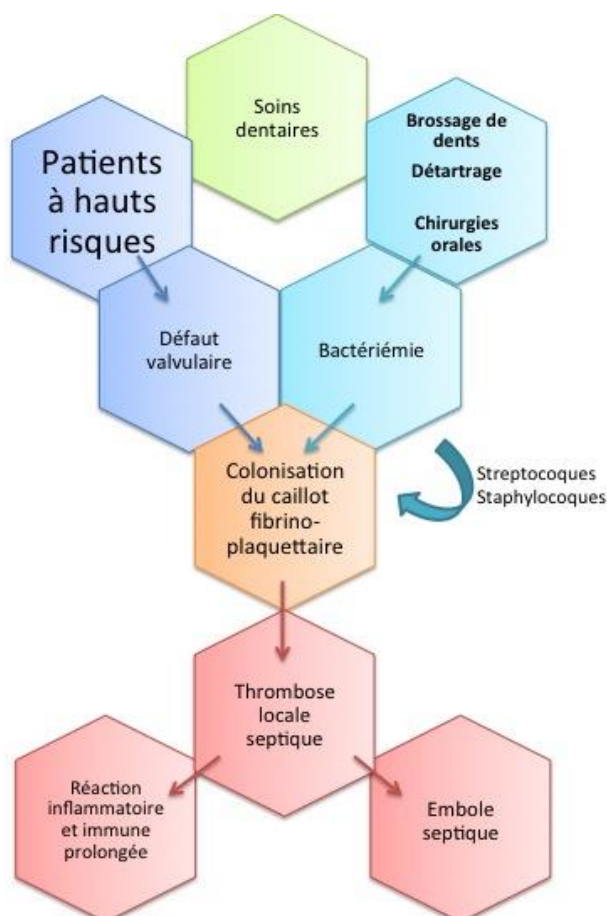 Soins
dentaires
Brossage de
dents
Détartrage
Chirurgies
orales
Patients
à hauts
risques
Défaut
valvulaire
Bactériémie
Colonisation
du caillot
fibrino-
plaquettaire
Streptocoques
Staphylocoques
Thrombose
locale
septique
Réaction
inflammatoire
et immune
prolongée
Embole
septique